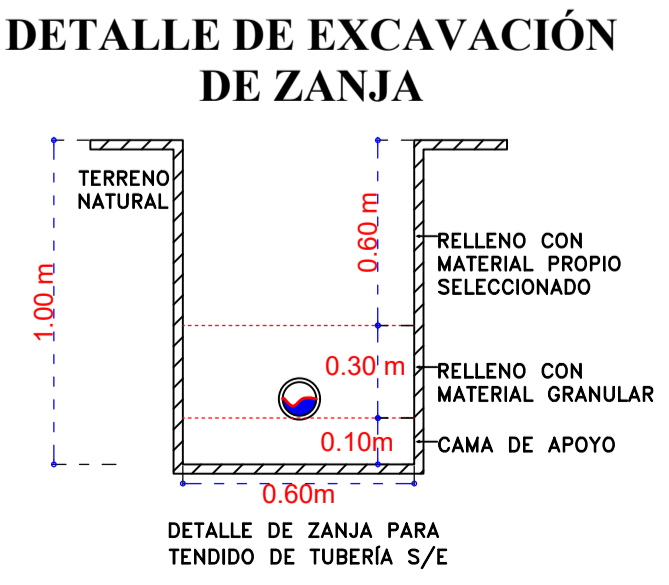 DETALLE DE EXCAVACIÓN
DE ZANJA
TERRENO
NATURAL
1.00 m
0.60 m
RELLENO CON
MATERIAL PROPIO
SELECCIONADO
0.30 m
RELLENO CON
MATERIAL GRANULAR
0.10m
CAMA DE APOYO
0.60m
DETALLE DE ZANJA PARA
TENDIDO DE TUBERÍA S/E